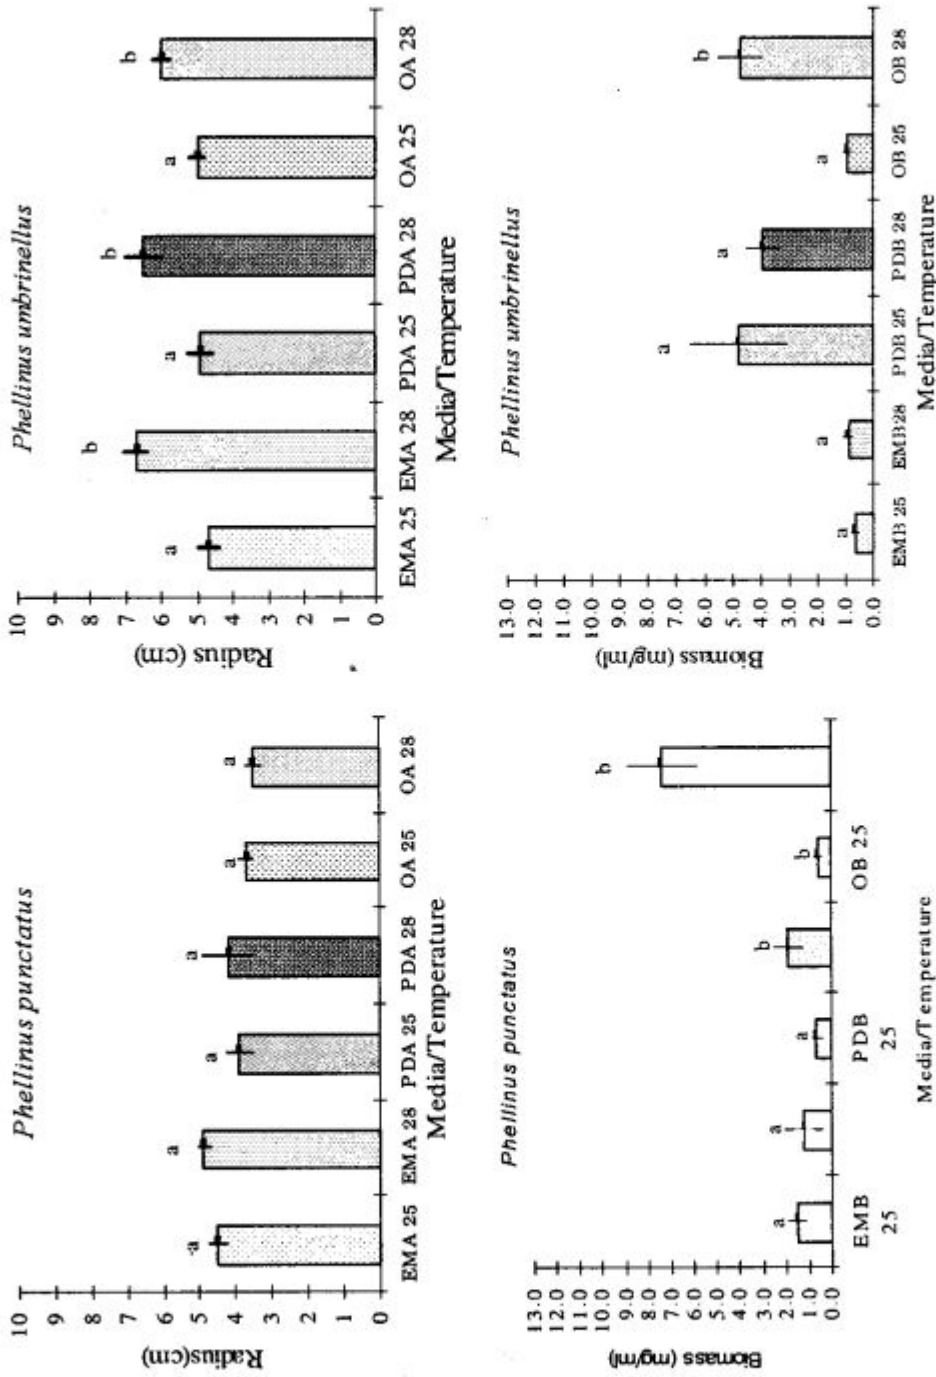 Phellinus punctatus
10
9
8
7
6
5
4
3
2
1
0
Radius(cm)
a
a
a
a
a
a
EMA 25
EMA 28
PDA 25
PDA 28
OA 25
OA 28
Media/Temperature
Phellinus umbrinellus
10
9
8
7
6
5
4
3
2
1
0
Radius (cm)
a
b
a
b
a
b
EMA 25
EMA 28
PDA 25
PDA 28
OA 25
OA 28
Media/Temperature
Phellinus punctatus
13.0
12.0
11.0
10.0
9.0
8.0
7.0
6.0
5.0
4.0
3.0
2.0
1.0
0.0
Biomass (mg/ml)
a
a
a
b
b
b
EMB 25
PDB 25
OB 25
Media/Temperature
Phellinus umbrinellus
13.0
12.0
11.0
10.0
9.0
8.0
7.0
6.0
5.0
4.0
3.0
2.0
1.0
0.0
Biomass (mg/ml)
a
a
a
a
a
b
EMB 25
EMB28
PDB 25
PDB 28
OB 25
OB 28
Media/Temperature